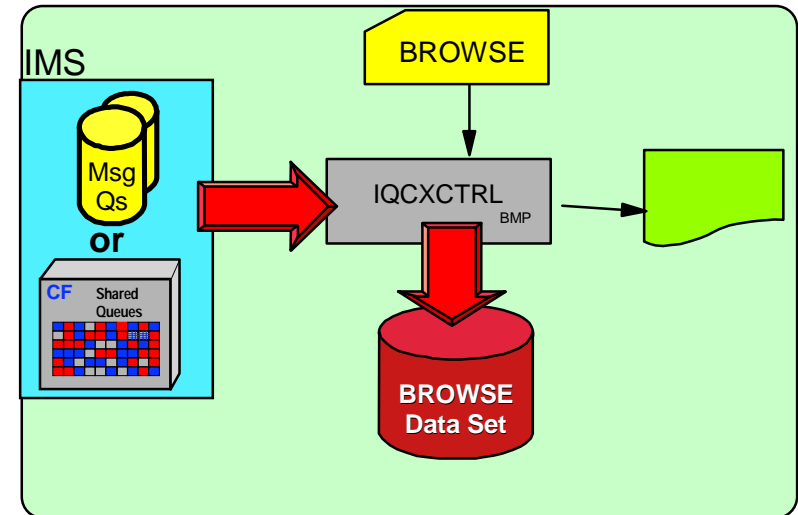 IMS
BROWSE
Msg
Qs
or
CF Shared
Queues
IQCXCTRL
BMP
BROWSE
Data Set